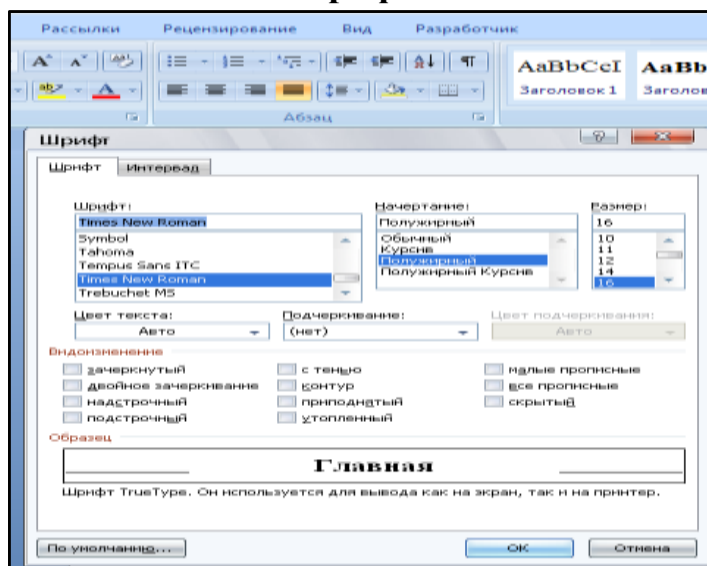 Рассылки Рецензирование Вид Разработчик
AaBbCcI AaBb
Заголовок 1 Заголов
Абзац
Шрифт
Шрифт Интервал
Шрифт: Начертание: Размер:
Times New Roman Полужирный 16
Symbol Обычный 10
Tahoma Курсив 11
Tempus Sans ITC Полужирный 12
Times New Roman Полужирный Курсив 14
Trebuchet MS 16
Цвет текста: Подчеркивание: Цвет подчеркивания:
Авто (нет) Авто
Видоизменение
зачеркнутый с тенью малые прописные
двойное зачеркивание контур все прописные
надстрочный приподнятый скрытый
подстрочный утопленный
Образец
Главная
Шрифт TrueType. Он используется для вывода как на экран, так и на принтер.
По умолчанию... ОК Отмена